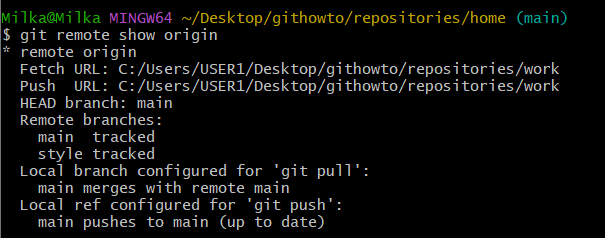 Milka@Milka MINGW64 ~/Desktop/githowto/repositories/home (main)
$ git remote show origin
* remote origin
  Fetch URL: C:/Users/USER1/Desktop/githowto/repositories/work
  Push  URL: C:/Users/USER1/Desktop/githowto/repositories/work
  HEAD branch: main
  Remote branches:
    main  tracked
    style tracked
  Local branch configured for 'git pull':
    main merges with remote main
  Local ref configured for 'git push':
    main pushes to main (up to date)